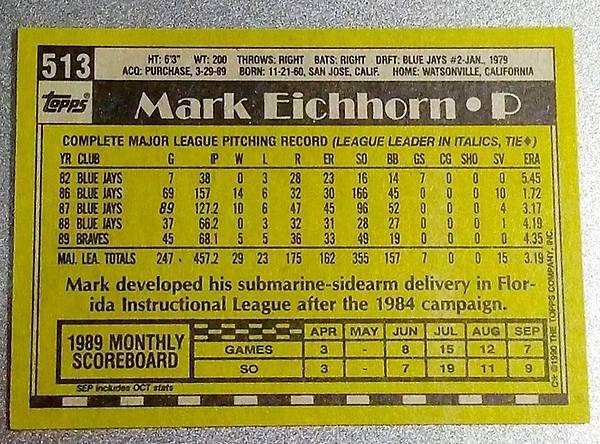 513
HT: 6'3" WT: 200 THROWS: RIGHT BATS: RIGHT DRFT: BLUE JAYS #2-JAN., 1979
ACQ: PURCHASE, 3-29-89 BORN: 11-21-60, SAN JOSE, CALIF. HOME: WATSONVILLE, CALIFORNIA
Topps®
Mark Eichhorn • P
COMPLETE MAJOR LEAGUE PITCHING RECORD (LEAGUE LEADER IN ITALICS, TIE♦)
YR CLUB G IP W L R ER SO BB GS CG SHO SV ERA
82 BLUE JAYS 7 38 0 3 28 23 16 14 7 0 0 0 5.45
86 BLUE JAYS 69 157 14 6 32 30 166 45 0 0 0 10 1.72
87 BLUE JAYS 89 127.2 10 6 47 45 96 52 0 0 0 4 3.17
88 BLUE JAYS 37 66.2 0 3 32 31 28 27 0 0 0 1 4.19
89 BRAVES 45 68.1 5 5 36 33 49 19 0 0 0 0 4.35
MAJ. LEA. TOTALS 247 457.2 29 23 175 162 355 157 7 0 0 15 3.19
Mark developed his submarine-sidearm delivery in Flor-
ida Instructional League after the 1984 campaign.
1989 MONTHLY SCOREBOARD
APR MAY JUN JUL AUG SEP
GAMES 3 - 8 15 12 7
SO 3 - 7 19 11 9
SEP includes OCT stats
C* ©1990 THE TOPPS COMPANY, INC.